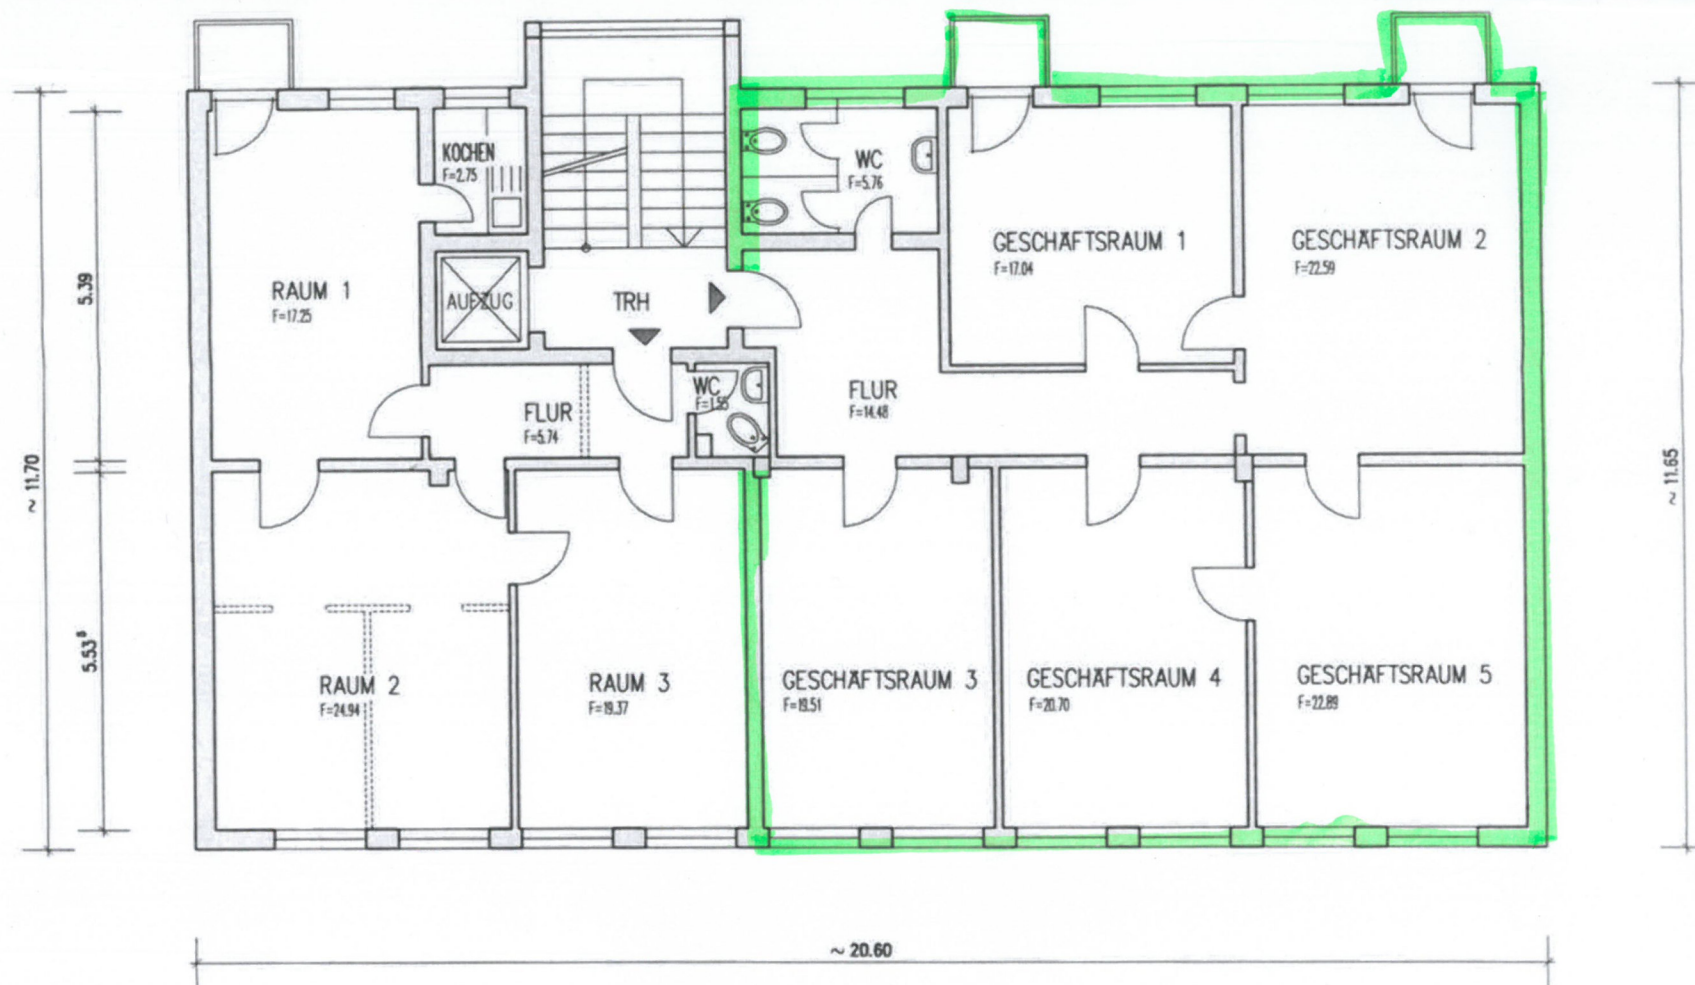 KOCHEN
F=2.75
WC
F=5.76
GESCHÄFTSRAUM 1
F=17.04
GESCHÄFTSRAUM 2
F=22.59
RAUM 1
F=17.25
AUFZUG
TRH
5.39
~ 11.70
~ 11.65
FLUR
F=5.74
WC
F=1.55
FLUR
F=14.48
5.53⁸
RAUM 2
F=24.94
RAUM 3
F=19.37
GESCHÄFTSRAUM 3
F=19.51
GESCHÄFTSRAUM 4
F=20.70
GESCHÄFTSRAUM 5
F=22.89
~ 20.60